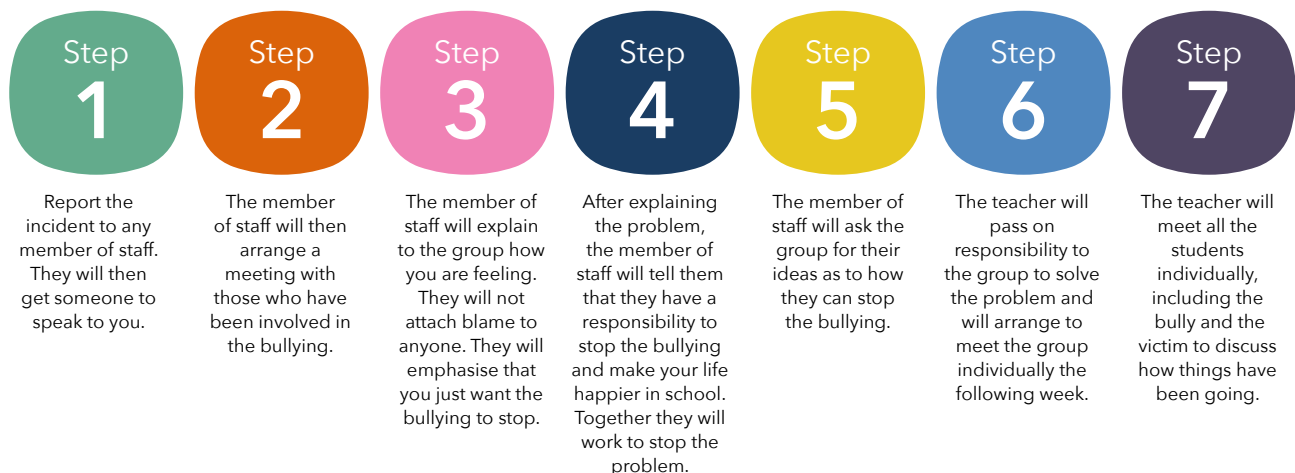 Step
1
Report the
incident to any
member of staff.
They will then
get someone to
speak to you.
Step
2
The member
of staff will then
arrange a
meeting with
those who have
been involved in
the bullying.
Step
3
The member of
staff will explain
to the group how
you are feeling.
They will not
attach blame to
anyone. They will
emphasise that
you just want the
bullying to stop.
Step
4
After explaining
the problem,
the member of
staff will tell them
that they have a
responsibility to
stop the bullying
and make your life
happier in school.
Together they will
work to stop the
problem.
Step
5
The member of
staff will ask the
group for their
ideas as to how
they can stop
the bullying.
Step
6
The teacher will
pass on
responsibility to
the group to solve
the problem and
will arrange to
meet the group
individually the
following week.
Step
7
The teacher will
meet all the
students
individually,
including the
bully and the
victim to discuss
how things have
been going.